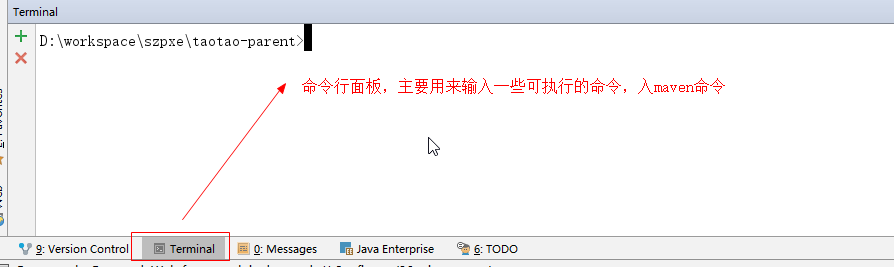 Terminal
D:\workspace\szpxe\taotao-parent>
命令行面板，主要用来输入一些可执行的命令，入maven命令
9: Version Control Terminal 0: Messages Java Enterprise 6: TODO